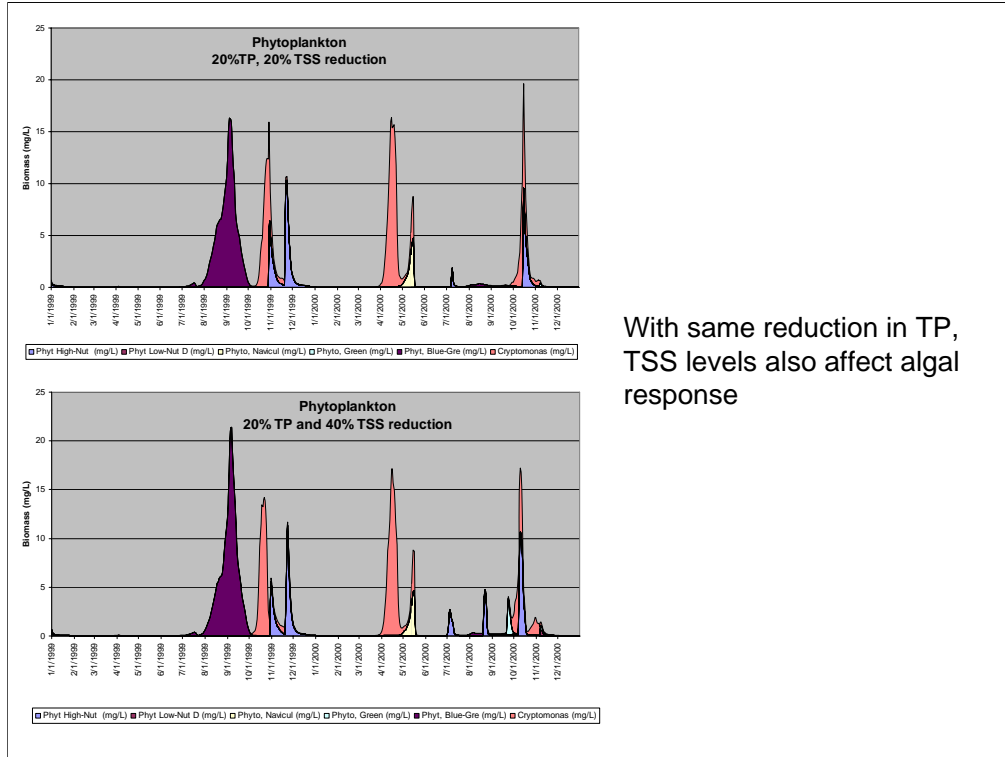 Phytoplankton
20%TP, 20% TSS reduction
25
20
15
10
5
0
Biomass (mg/L)
1/1/1999 2/1/1999 3/1/1999 4/1/1999 5/1/1999 6/1/1999 7/1/1999 8/1/1999 9/1/1999 10/1/1999 11/1/1999 12/1/1999 1/1/2000 2/1/2000 3/1/2000 4/1/2000 5/1/2000 6/1/2000 7/1/2000 8/1/2000 9/1/2000 10/1/2000 11/1/2000 12/1/2000
Phyt High-Nut (mg/L) Phyt Low-Nut D (mg/L) Phyto, Navicul (mg/L) Phyto, Green (mg/L) Phyt, Blue-Gre (mg/L) Cryptomonas (mg/L)
Phytoplankton
20% TP and 40% TSS reduction
25
20
15
10
5
0
Biomass (mg/L)
1/1/1999 2/1/1999 3/1/1999 4/1/1999 5/1/1999 6/1/1999 7/1/1999 8/1/1999 9/1/1999 10/1/1999 11/1/1999 12/1/1999 1/1/2000 2/1/2000 3/1/2000 4/1/2000 5/1/2000 6/1/2000 7/1/2000 8/1/2000 9/1/2000 10/1/2000 11/1/2000 12/1/2000
Phyt High-Nut (mg/L) Phyt Low-Nut D (mg/L) Phyto, Navicul (mg/L) Phyto, Green (mg/L) Phyt, Blue-Gre (mg/L) Cryptomonas (mg/L)
With same reduction in TP,
TSS levels also affect algal
response